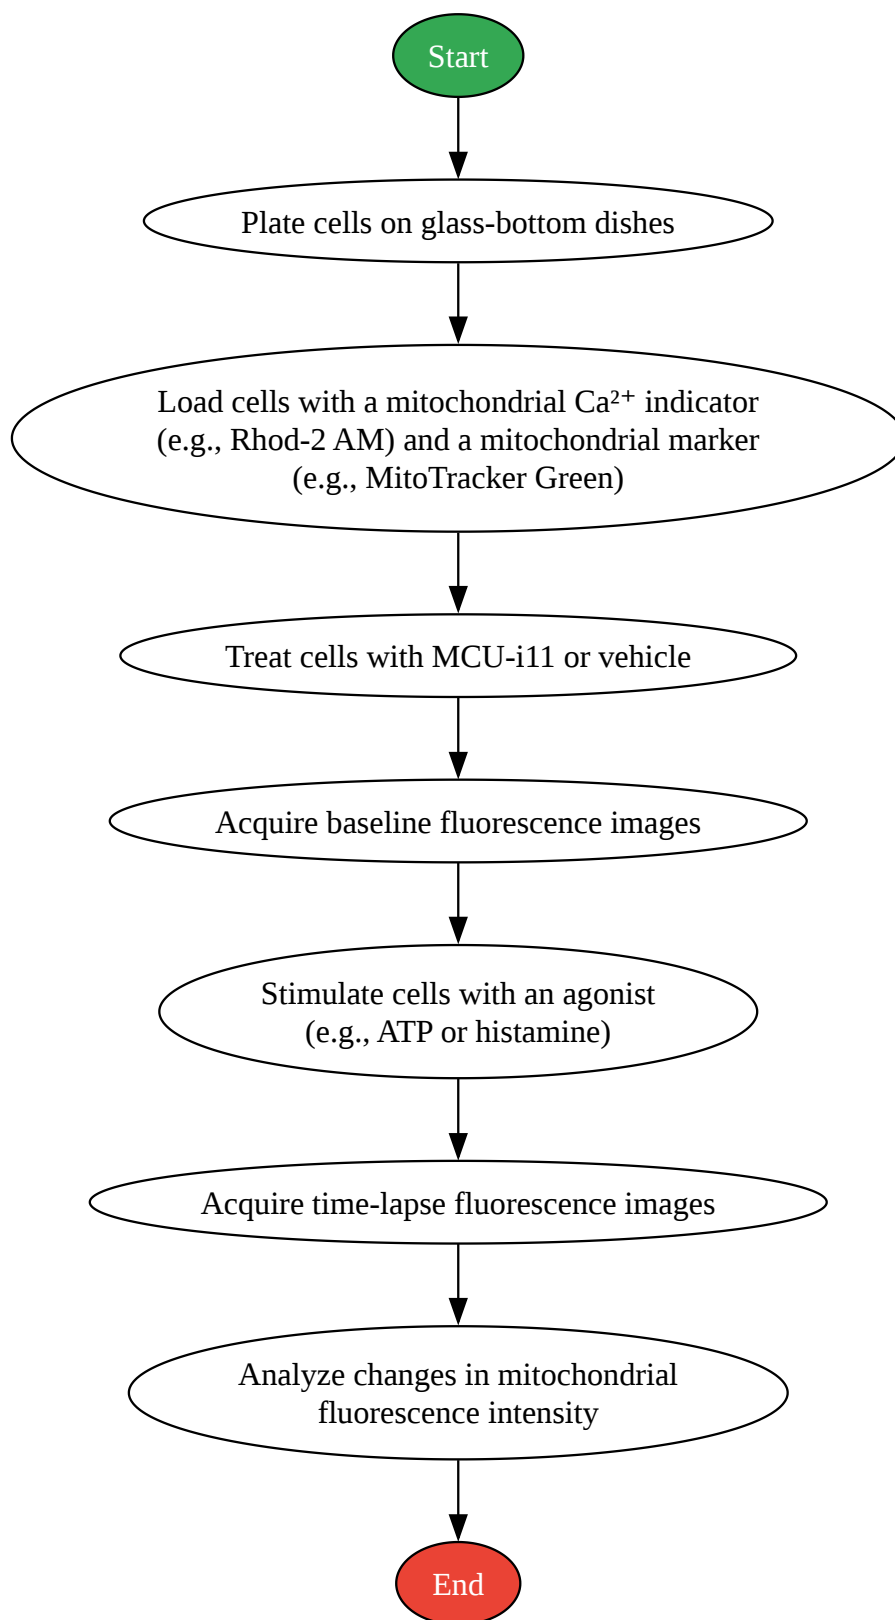 Start
Plate cells on glass-bottom dishes
Load cells with a mitochondrial Ca²⁺ indicator
(e.g., Rhod-2 AM) and a mitochondrial marker
(e.g., MitoTracker Green)
Treat cells with MCU-i11 or vehicle
Acquire baseline fluorescence images
Stimulate cells with an agonist
(e.g., ATP or histamine)
Acquire time-lapse fluorescence images
Analyze changes in mitochondrial
fluorescence intensity
End